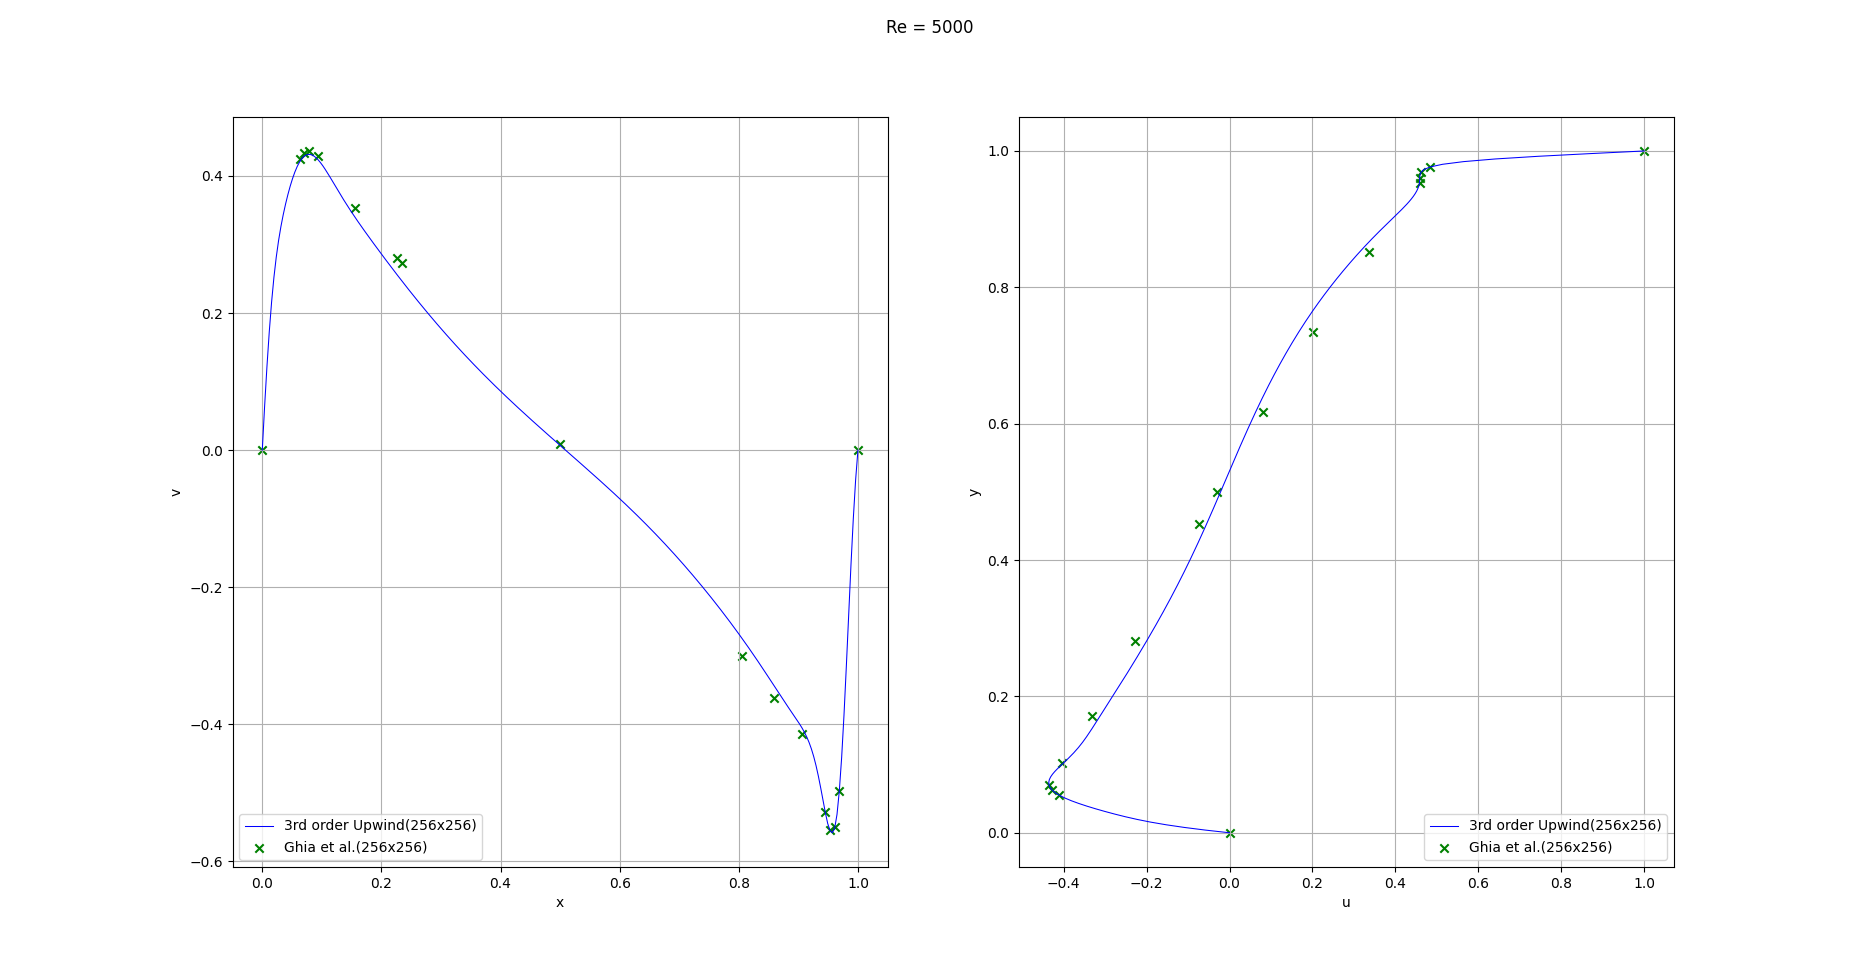 Re = 5000
0.4
0.2
0.0
−0.2
−0.4
−0.6
v
0.0 0.2 0.4 0.6 0.8 1.0
x
3rd order Upwind(256x256)
Ghia et al.(256x256)
1.0
0.8
0.6
0.4
0.2
0.0
y
−0.4 −0.2 0.0 0.2 0.4 0.6 0.8 1.0
u
3rd order Upwind(256x256)
Ghia et al.(256x256)